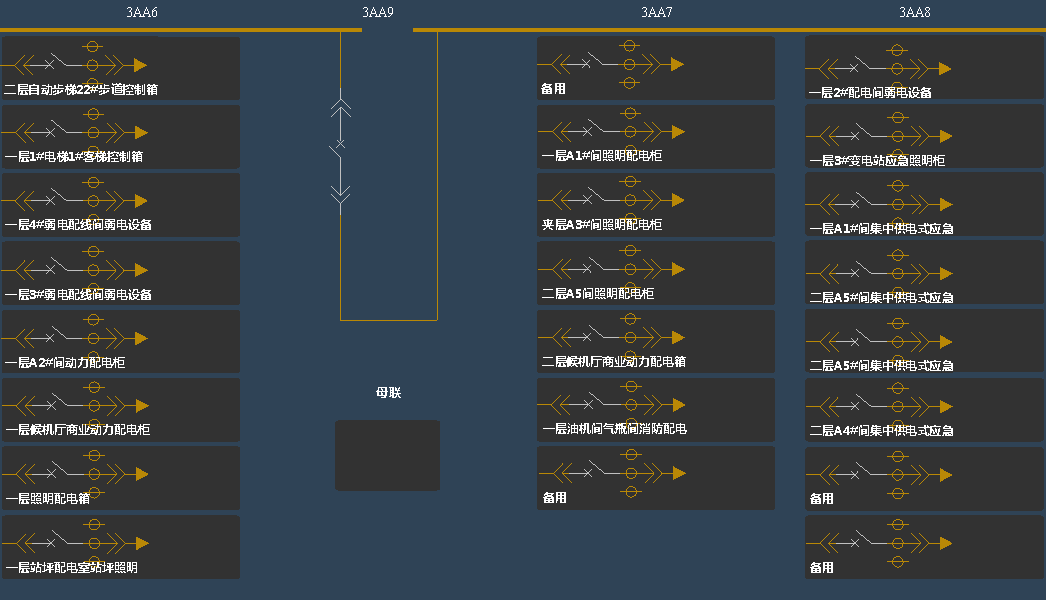 3AA6
3AA9
3AA7
3AA8
二层自动步梯22#步道控制箱
一层1#电梯1#客梯控制箱
一层4#弱电配线间弱电设备
一层3#弱电配线间弱电设备
一层A2#间动力配电柜
一层候机厅商业动力配电柜
一层照明配电箱
一层站坪配电室站坪照明
母联
备用
一层A1#间照明配电柜
夹层A3#间照明配电柜
二层A5间照明配电柜
二层候机厅商业动力配电箱
一层油机间气瓶间消防配电
备用
一层2#配电间弱电设备
一层3#变电站应急照明柜
一层A1#间集中供电式应急
二层A5#间集中供电式应急
二层A5#间集中供电式应急
二层A4#间集中供电式应急
备用
备用